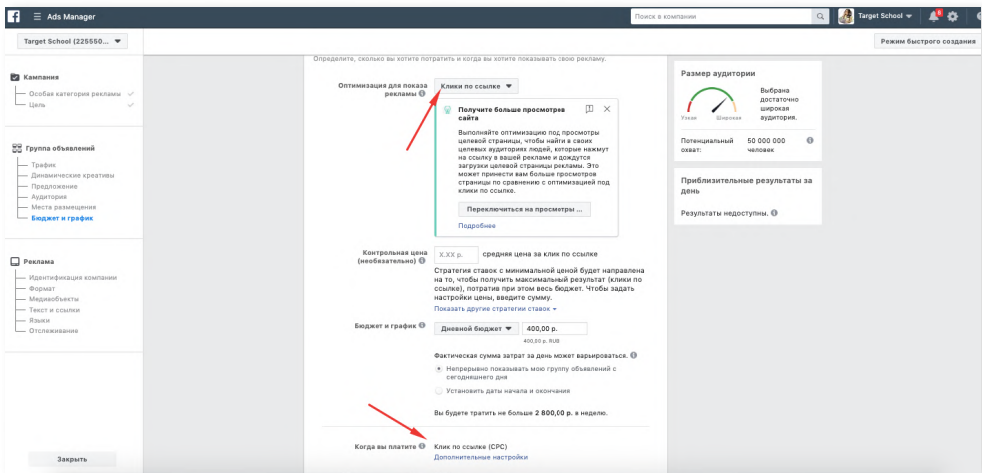 Ads Manager
Поиск в кампании
Target School
8
Target School (225550...
Режим быстрого создания
Кампания
Особая категория рекламы
Цель
Группа объявлений
Трафик
Динамические креативы
Предложение
Аудитория
Места размещения
Бюджет и график
Реклама
Идентификация компании
Формат
Медиаобъекты
Текст и ссылки
Языки
Отслеживание
Закрыть
Определите, сколько вы хотите потратить и когда вы хотите показывать свою рекламу.
Оптимизация для показа
рекламы
Клики по ссылке
Получите больше просмотров
сайта
Выполняйте оптимизацию под просмотры
целевой страницы, чтобы найти в своих
целевых аудиториях людей, которые нажмут
на ссылку в вашей рекламе и дождутся
загрузки целевой страницы рекламы. Это
может принести вам больше просмотров
страницы по сравнению с оптимизацией под
клики по ссылке.
Переключиться на просмотры ...
Подробнее
Контрольная цена
(необязательно)
X.XX р.
средняя цена за клик по ссылке
Стратегия ставок с минимальной ценой будет направлена
на то, чтобы получить максимальный результат (клики по
ссылке), потратив при этом весь бюджет. Чтобы задать
настройки цены, введите сумму.
Показать другие стратегии ставок
Бюджет и график
Дневной бюджет
400,00 р.
400,00 р. RUB
Фактическая сумма затрат за день может варьироваться.
Непрерывно показывать мою группу объявлений с
сегодняшнего дня
Установить даты начала и окончания
Вы будете тратить не больше 2 800,00 р. в неделю.
Когда вы платите
Клик по ссылке (CPC)
Дополнительные настройки
Размер аудитории
Узкая
Широкая
Выбрана
достаточно
широкая
аудитория.
Потенциальный
охват:
50 000 000
человек
Приблизительные результаты за
день
Результаты недоступны.